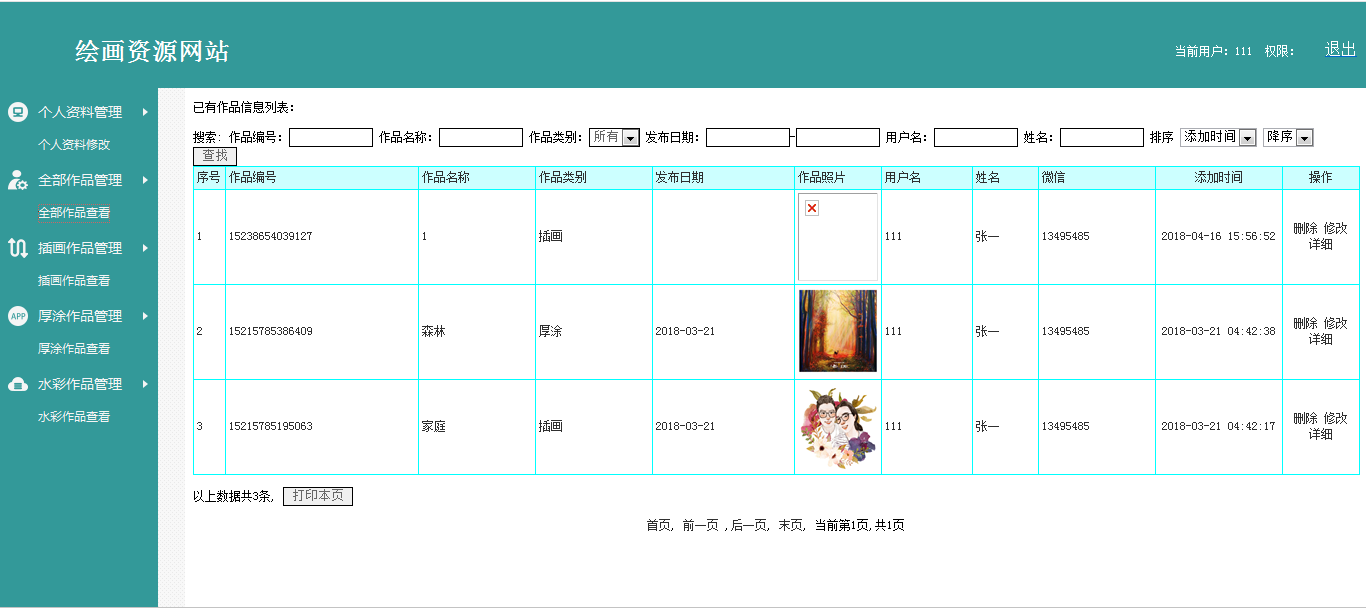 绘画资源网站
当前用户：111 权限： 退出
个人资料管理
个人资料修改
全部作品管理
全部作品查看
插画作品管理
插画作品查看
APP 厚涂作品管理
厚涂作品查看
水彩作品管理
水彩作品查看
已有作品信息列表：
搜索：作品编号： 作品名称： 作品类别：所有 发布日期： - 用户名： 姓名： 排序 添加时间 降序
查找
序号 作品编号 作品名称 作品类别 发布日期 作品照片 用户名 姓名 微信 添加时间 操作
1 15238654039127 1 插画 111 张一 13495485 2018-04-16 15:56:52 删除 修改
详细
2 15215785386409 森林 厚涂 2018-03-21 111 张一 13495485 2018-03-21 04:42:38 删除 修改
详细
3 15215785195063 家庭 插画 2018-03-21 111 张一 13495485 2018-03-21 04:42:17 删除 修改
详细
以上数据共3条, 打印本页
首页, 前一页 ,后一页, 末页, 当前第1页,共1页